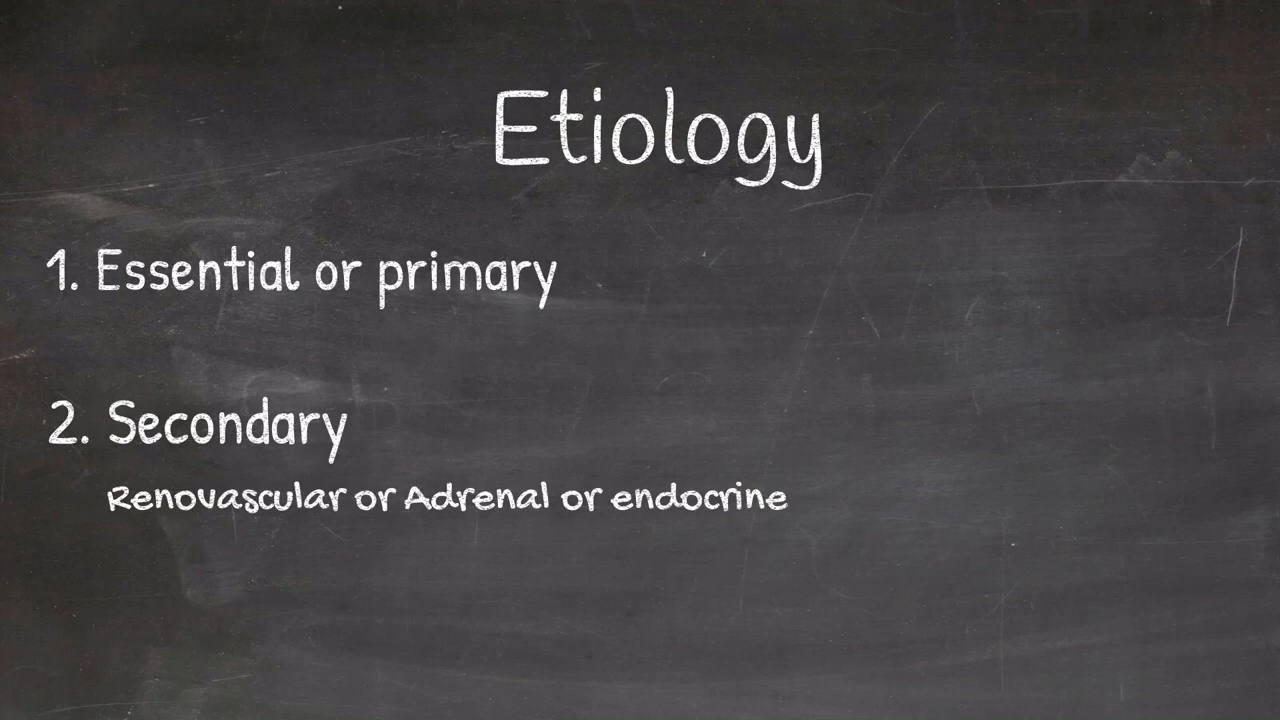 Etiology
1. Essential or primary
2. Secondary
Renovascular or Adrenal or endocrine